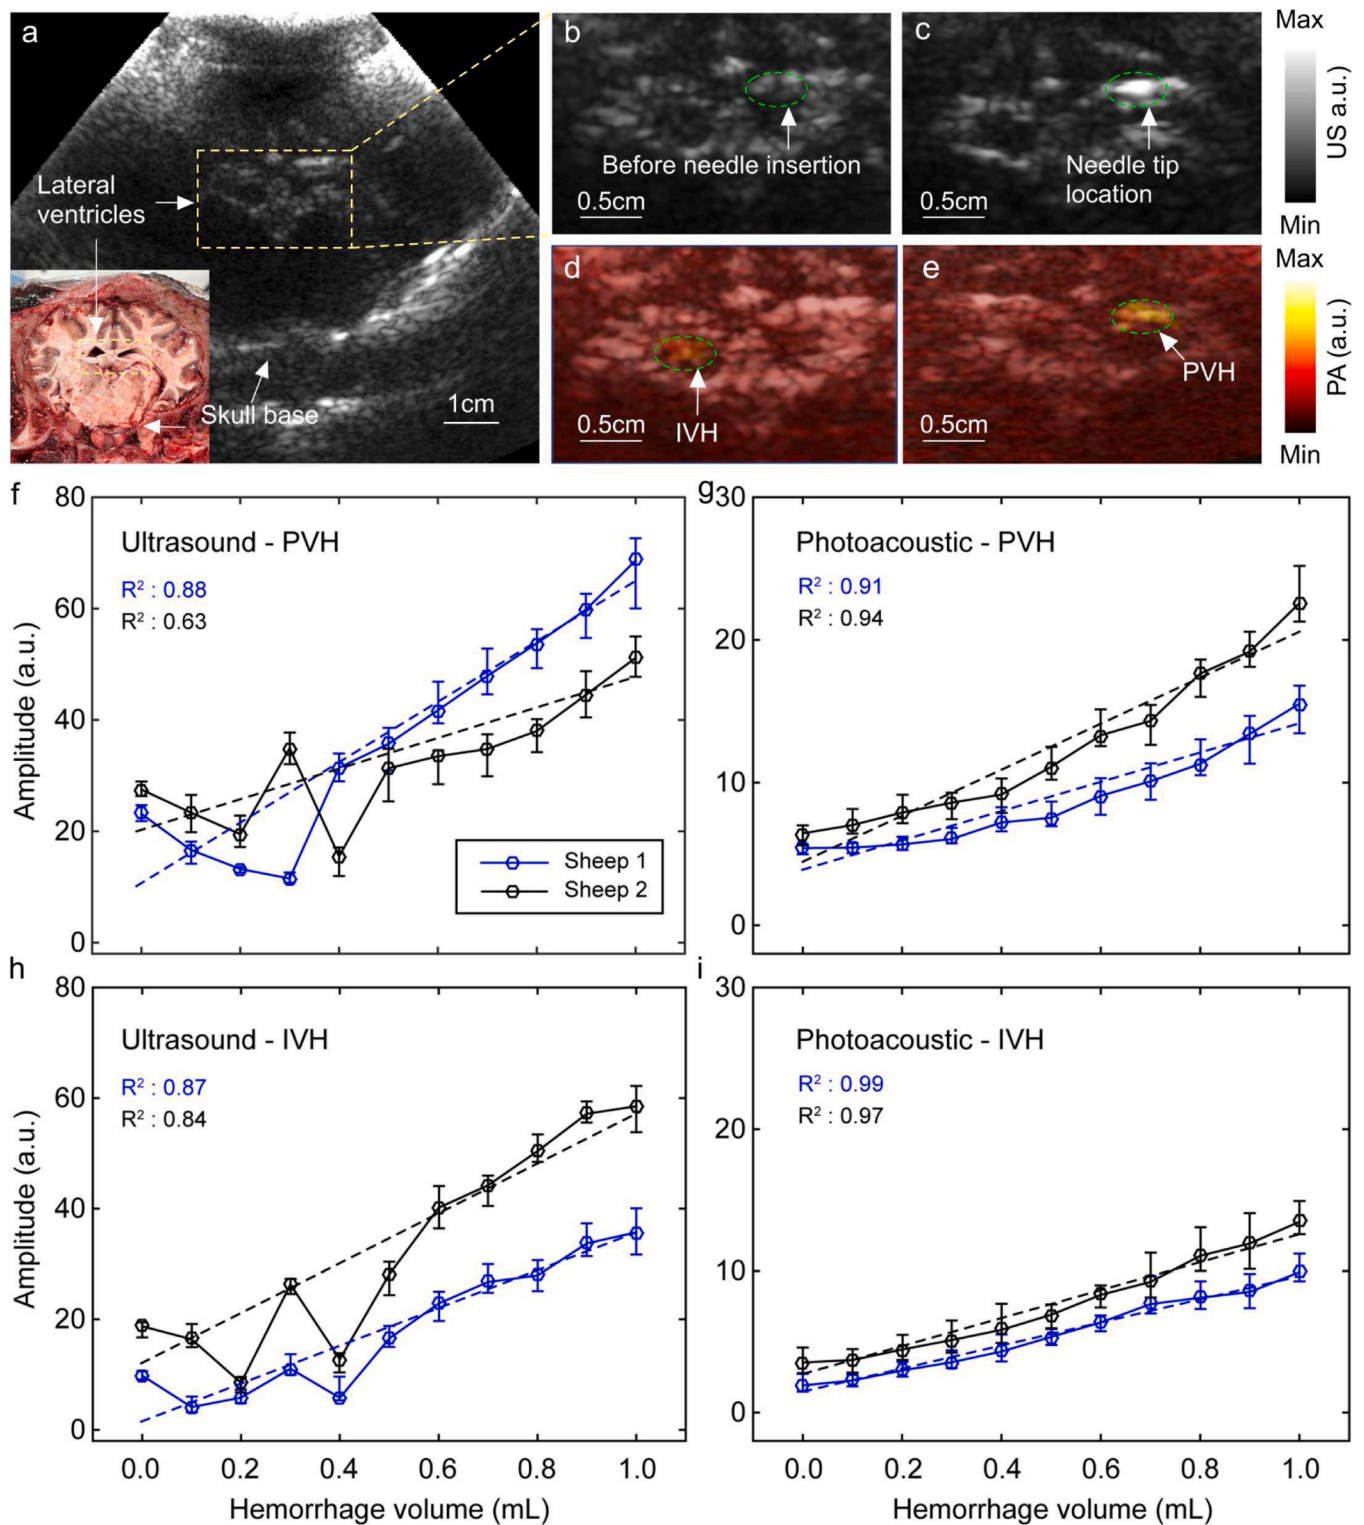 a
Lateral
ventricles
Skull base
1cm
b
Before needle insertion
0.5cm
c
Needle tip
location
0.5cm
Max
US a.u.
Min
d
IVH
0.5cm
e
PVH
0.5cm
Max
PA (a.u.)
Min
f
Ultrasound - PVH
R² : 0.88
R² : 0.63
80
60
40
20
0
Amplitude (a.u.)
Sheep 1
Sheep 2
g
Photoacoustic - PVH
R² : 0.91
R² : 0.94
30
20
10
0
h
Ultrasound - IVH
R² : 0.87
R² : 0.84
80
60
40
20
0
Amplitude (a.u.)
0.0 0.2 0.4 0.6 0.8 1.0
Hemorrhage volume (mL)
i
Photoacoustic - IVH
R² : 0.99
R² : 0.97
30
20
10
0
0.0 0.2 0.4 0.6 0.8 1.0
Hemorrhage volume (mL)